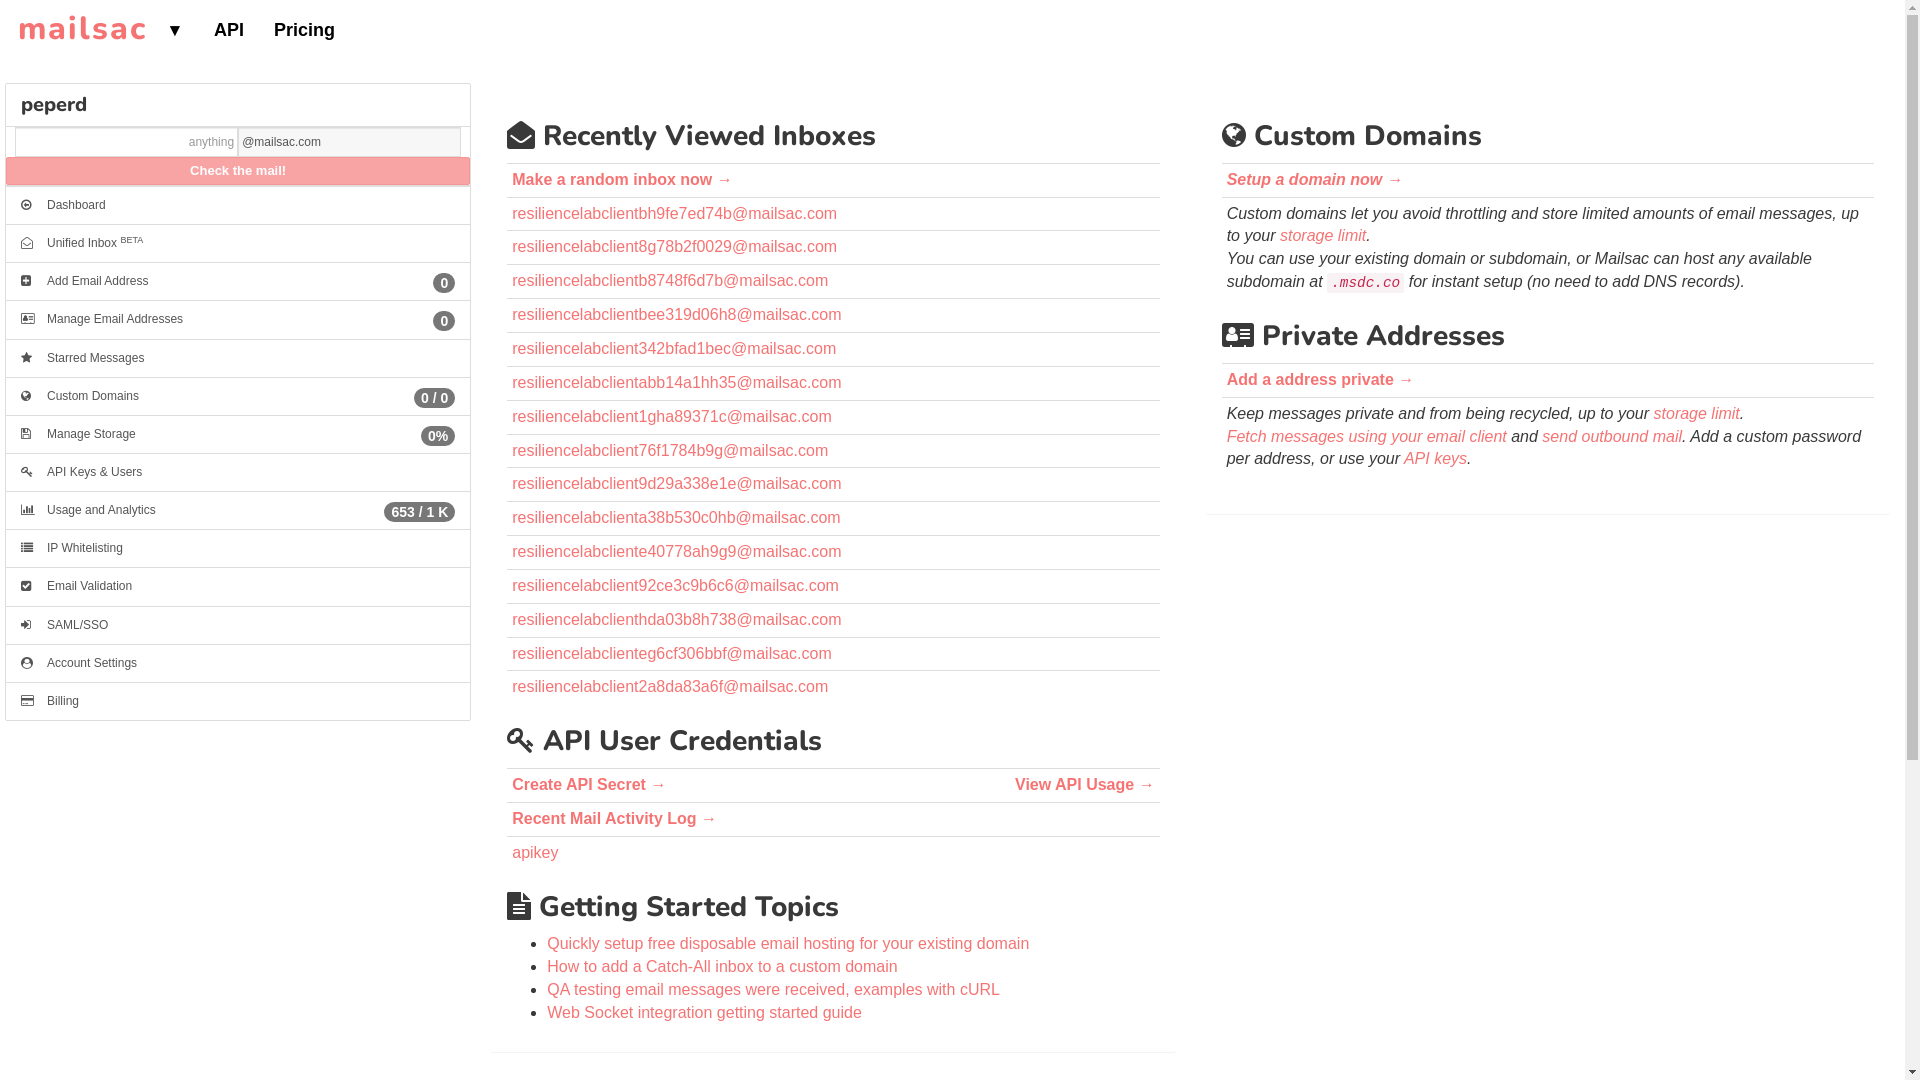 mailsac ▼ API Pricing
peperd
anything @mailsac.com
Check the mail!
Dashboard
Unified Inbox BETA
Add Email Address 0
Manage Email Addresses 0
Starred Messages
Custom Domains 0 / 0
Manage Storage 0%
API Keys & Users
Usage and Analytics 653 / 1 K
IP Whitelisting
Email Validation
SAML/SSO
Account Settings
Billing
Recently Viewed Inboxes
Make a random inbox now →
resiliencelabclientbh9fe7ed74b@mailsac.com
resiliencelabclient8g78b2f0029@mailsac.com
resiliencelabclientb8748f6d7b@mailsac.com
resiliencelabclientbee319d06h8@mailsac.com
resiliencelabclient342bfad1bec@mailsac.com
resiliencelabclientabb14a1hh35@mailsac.com
resiliencelabclient1gha89371c@mailsac.com
resiliencelabclient76f1784b9g@mailsac.com
resiliencelabclient9d29a338e1e@mailsac.com
resiliencelabclienta38b530c0hb@mailsac.com
resiliencelabcliente40778ah9g9@mailsac.com
resiliencelabclient92ce3c9b6c6@mailsac.com
resiliencelabclienthda03b8h738@mailsac.com
resiliencelabclienteg6cf306bbf@mailsac.com
resiliencelabclient2a8da83a6f@mailsac.com
API User Credentials
Create API Secret → View API Usage →
Recent Mail Activity Log →
apikey
Getting Started Topics
• Quickly setup free disposable email hosting for your existing domain
• How to add a Catch-All inbox to a custom domain
• QA testing email messages were received, examples with cURL
• Web Socket integration getting started guide
Custom Domains
Setup a domain now →
Custom domains let you avoid throttling and store limited amounts of email messages, up
to your storage limit.
You can use your existing domain or subdomain, or Mailsac can host any available
subdomain at .msdc.co for instant setup (no need to add DNS records).
Private Addresses
Add a address private →
Keep messages private and from being recycled, up to your storage limit.
Fetch messages using your email client and send outbound mail. Add a custom password
per address, or use your API keys.